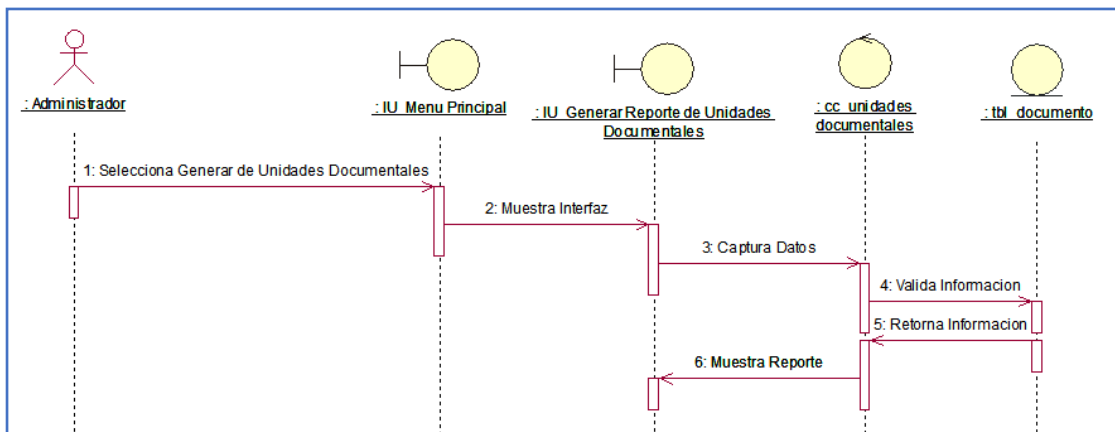 : Administrador
: IU_Menu Principal
: IU_Generar Reporte de Unidades
Documentales
: cc_unidades
documentales
: tbl_documento
1: Selecciona Generar de Unidades Documentales
2: Muestra Interfaz
3: Captura Datos
4: Valida Informacion
5: Retorna Informacion
6: Muestra Reporte